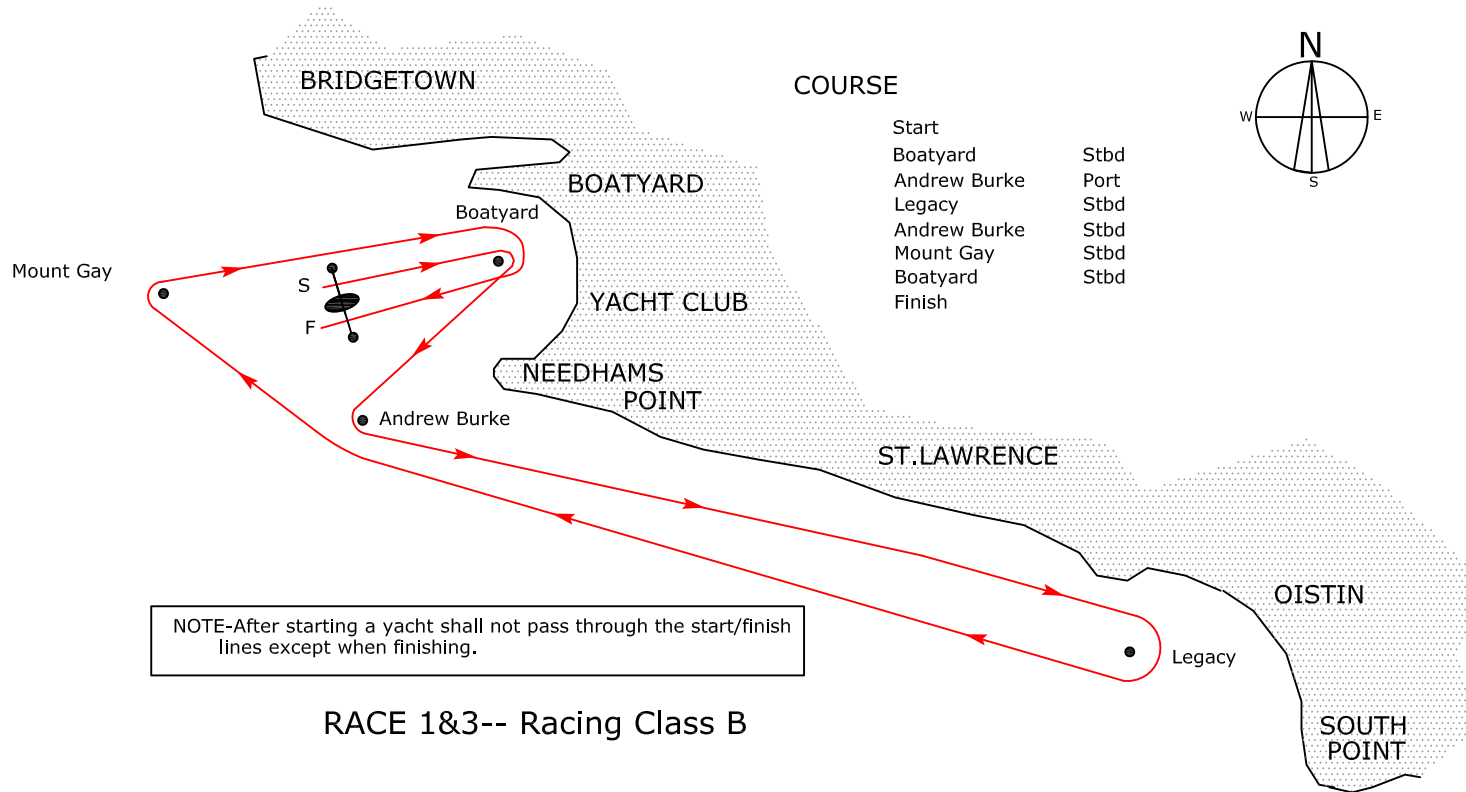 BRIDGETOWN
COURSE
N
W
E
S
Start
Boatyard Stbd
Andrew Burke Port
Legacy Stbd
Andrew Burke Stbd
Mount Gay Stbd
Boatyard Stbd
Finish
BOATYARD
Boatyard
Mount Gay
S
F
YACHT CLUB
NEEDHAMS
POINT
Andrew Burke
ST.LAWRENCE
OISTIN
Legacy
SOUTH
POINT
NOTE-After starting a yacht shall not pass through the start/finish
lines except when finishing.
RACE 1&3-- Racing Class B